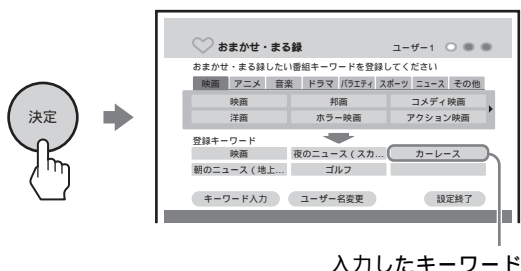 おまかせ・まる録 ユーザー1
おまかせ・まる録したい番組キーワードを登録してください
映画 アニメ 音楽 ドラマ バラエティ スポーツ ニュース その他
決定
映画 邦画 コメディ映画
洋画 ホラー映画 アクション映画
登録キーワード
映画 夜のニュース(スカ... カーレース
朝のニュース(地上... ゴルフ
キーワード入力 ユーザー名変更 設定終了
入力したキーワード